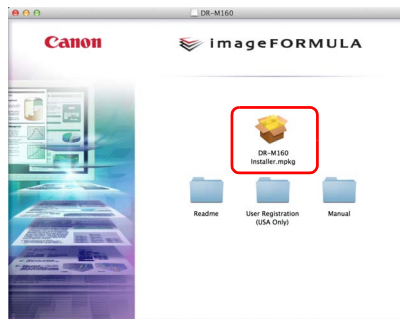 DR-M160
Canon
imageFORMULA
DR-M160
Installer.mpkg
Readme
User Registration
(USA Only)
Manual